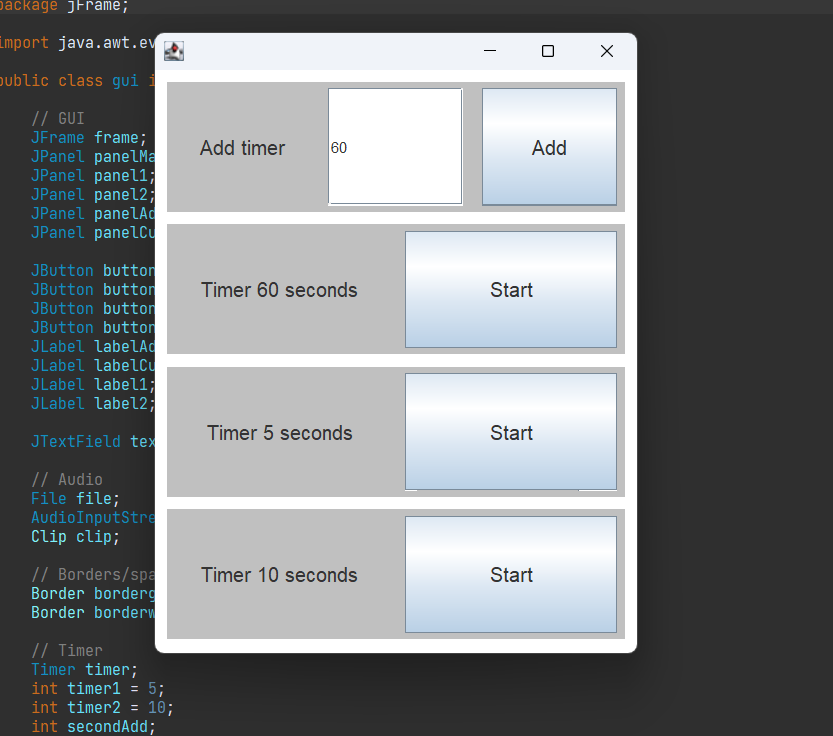 package jFrame;
import java.awt.ev
public class gui i
// GUI
JFrame frame;
JPanel panelMa
JPanel panel1;
JPanel panel2;
JPanel panelAd
JPanel panelCu
JButton button
JButton button
JButton button
JButton button
JLabel labelAd
JLabel labelCu
JLabel label1;
JLabel label2;
JTextField tex
// Audio
File file;
AudioInputStre
Clip clip;
// Borders/spa
Border borderg
Border borderw
// Timer
Timer timer;
int timer1 = 5;
int timer2 = 10;
int secondAdd;
Add timer 60 Add
Timer 60 seconds Start
Timer 5 seconds Start
Timer 10 seconds Start